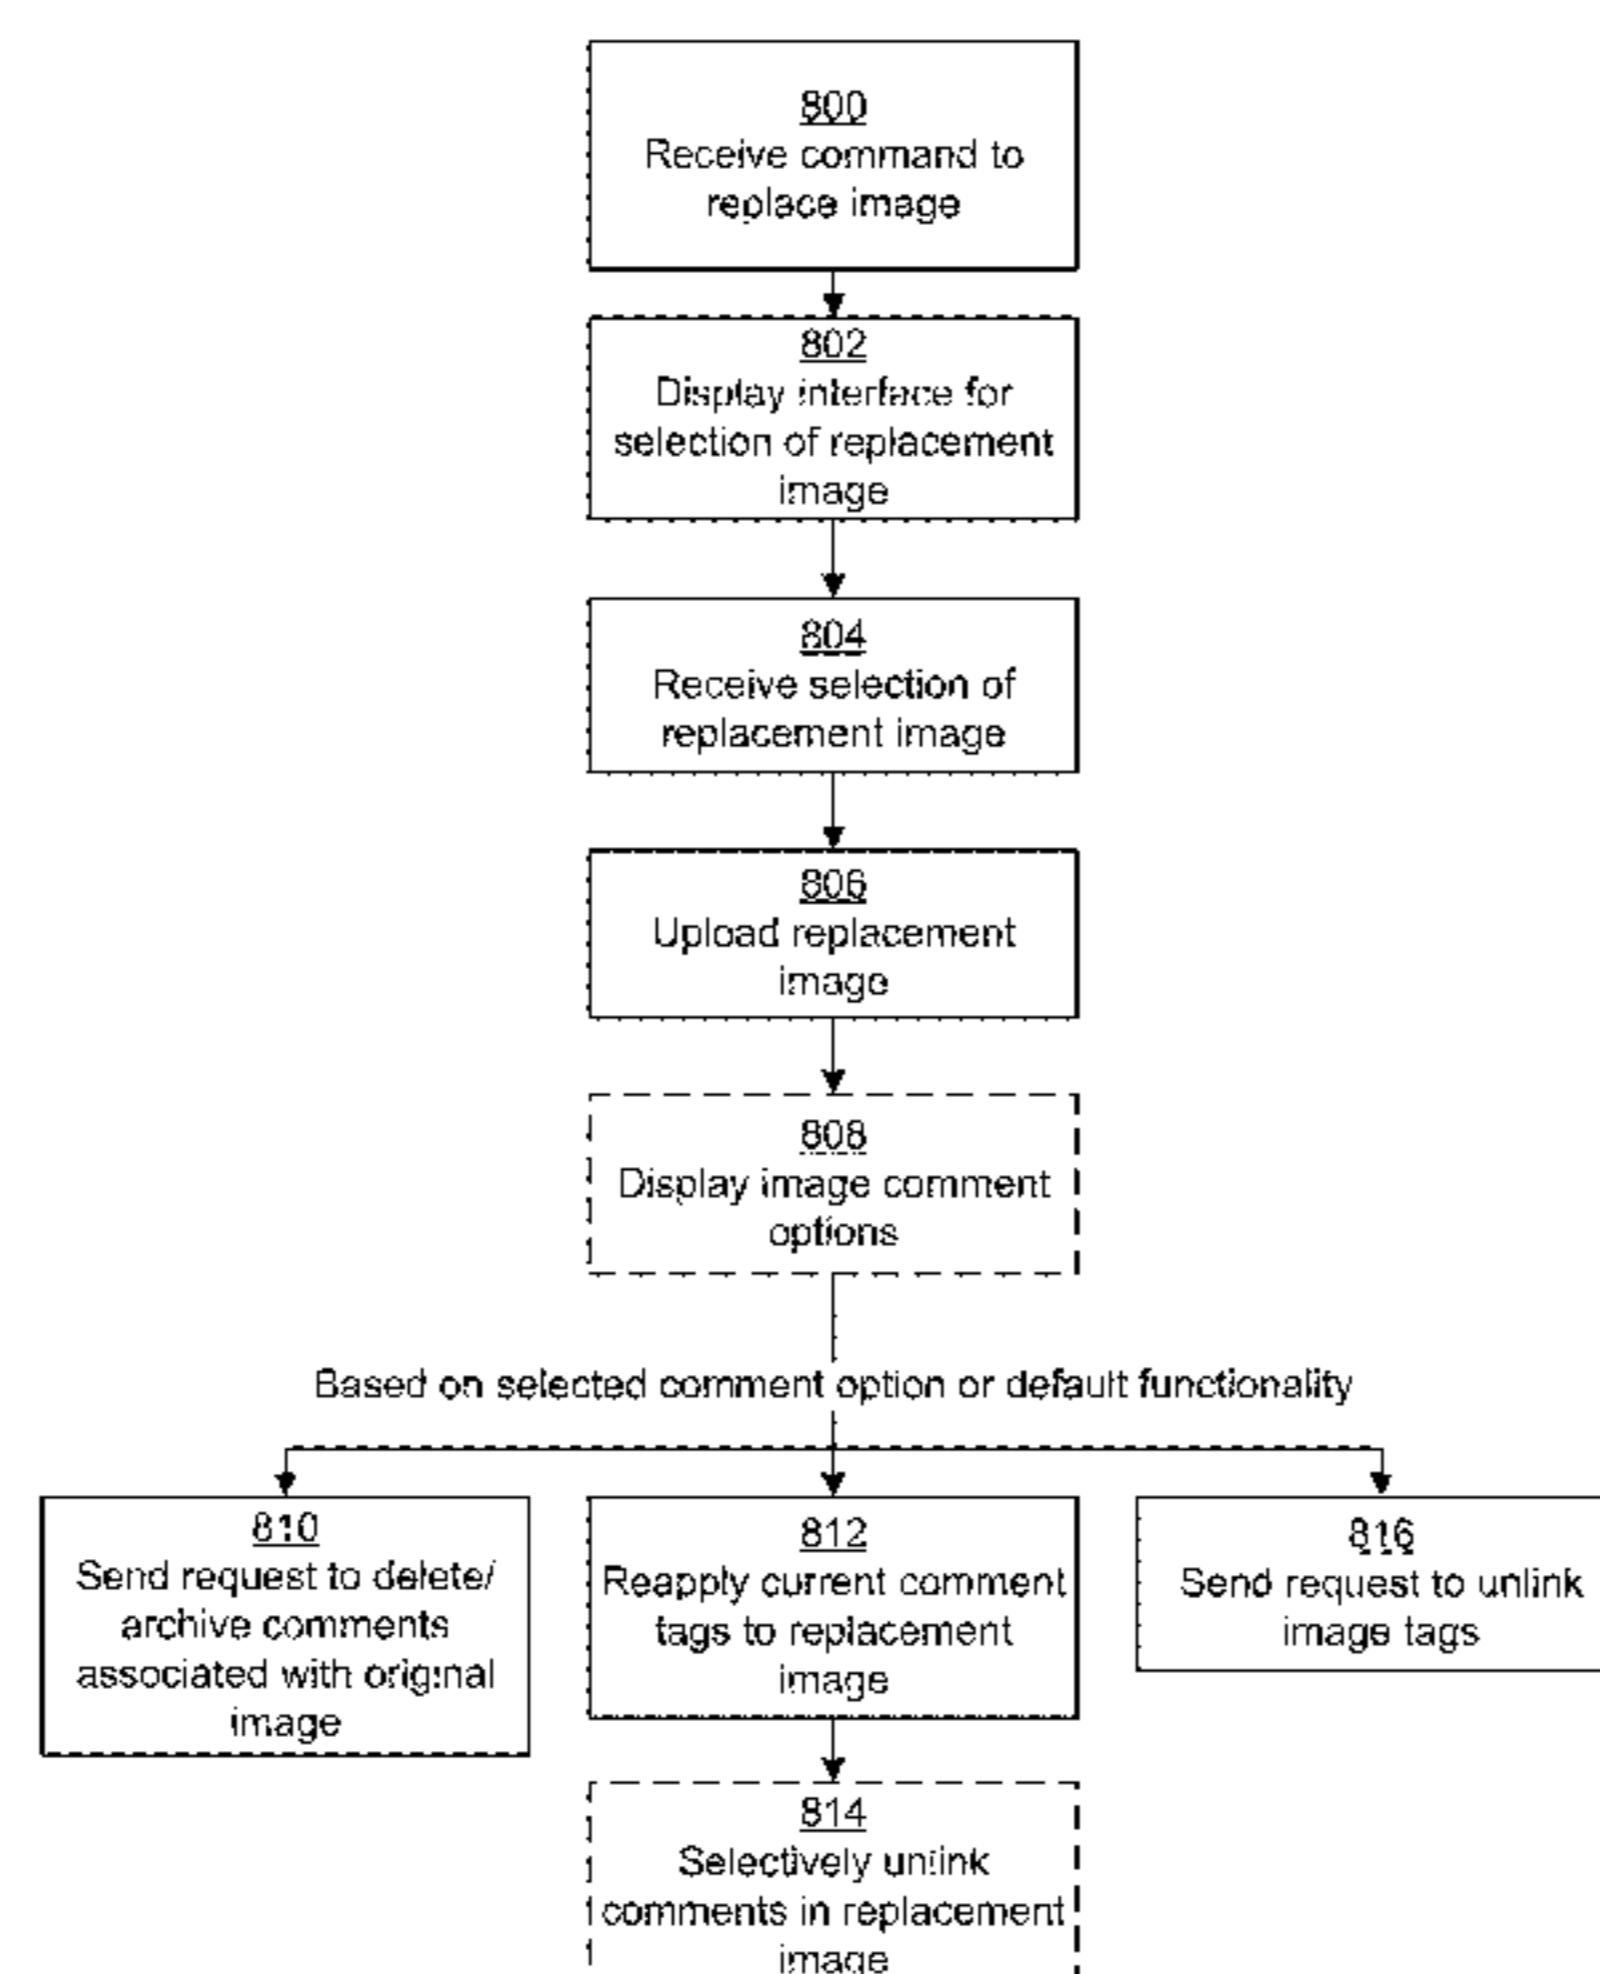 800
Receive command to
replace image
802
Display interface for
selection of replacement
image
804
Receive selection of
replacement image
806
Upload replacement
image
808
Display image comment
options
Based on selected comment option or default functionality
810
Send request to delete/
archive comments
associated with original
image
812
Reapply current comment
tags to replacement
image
816
Send request to unlink
image tags
814
Selectively unlink
comments in replacement
image